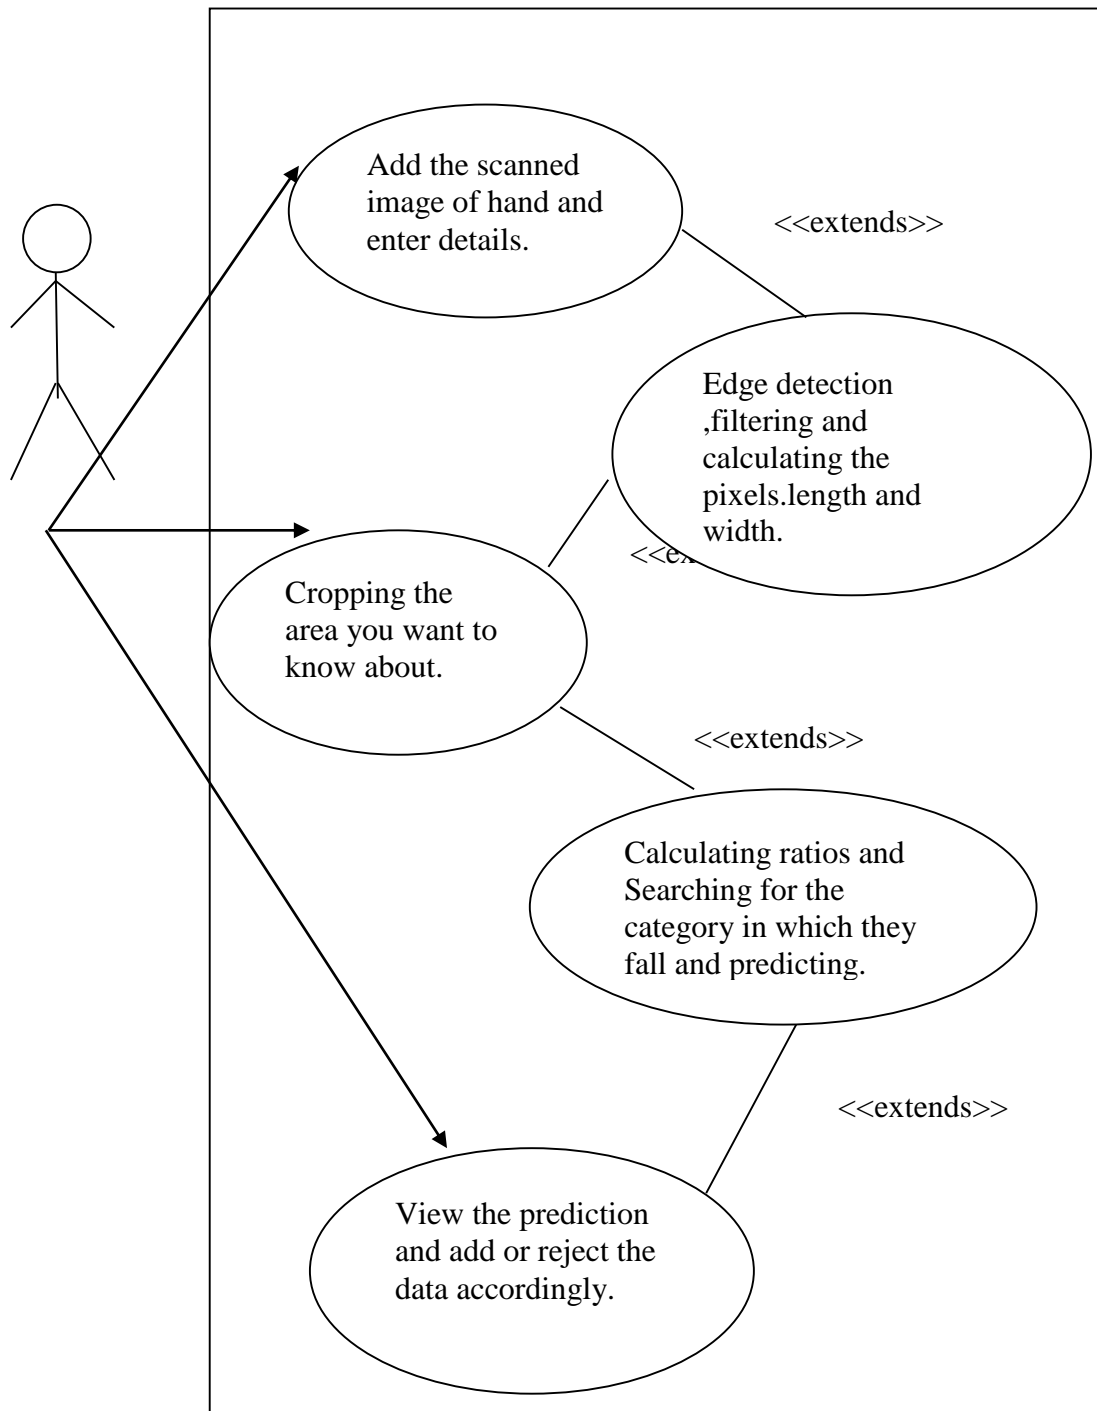 Add the scanned
image of hand and
enter details.
<<extends>>
Edge detection
,filtering and
calculating the
pixels.length and
width.
Cropping the
area you want to
know about.
<<extends>>
Calculating ratios and
Searching for the
category in which they
fall and predicting.
<<extends>>
View the prediction
and add or reject the
data accordingly.